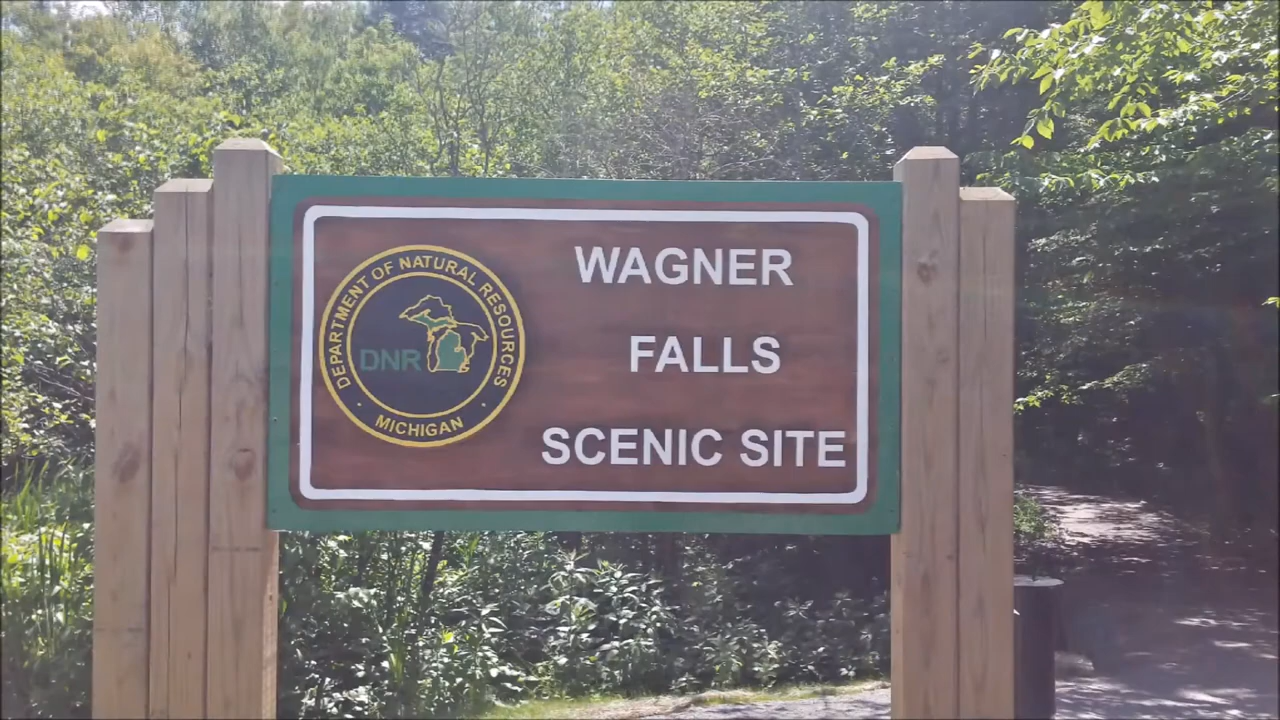 DEPARTMENT OF NATURAL RESOURCES
DNR
MICHIGAN
WAGNER
FALLS
SCENIC SITE